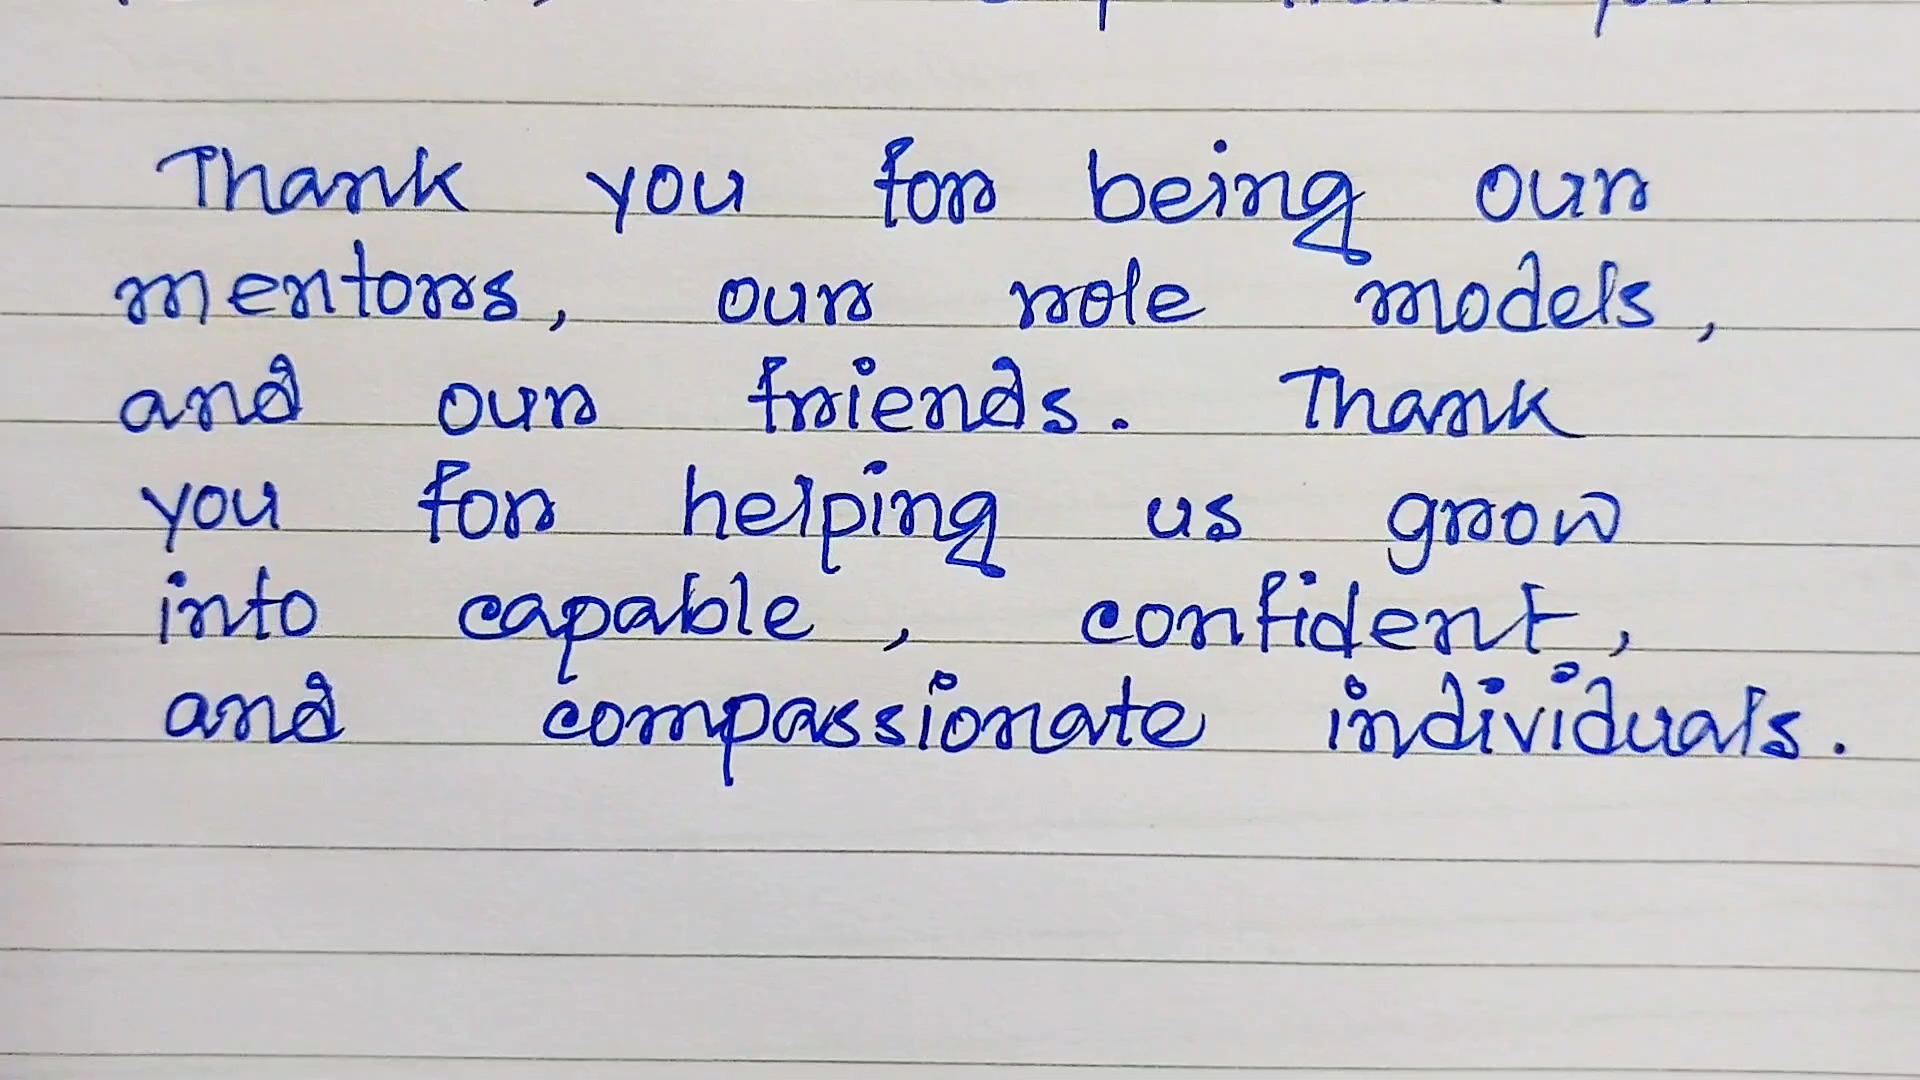 Thank you for being our
mentors, our role models,
and our friends. Thank
you for helping us grow
into capable, confident,
and compassionate individuals.